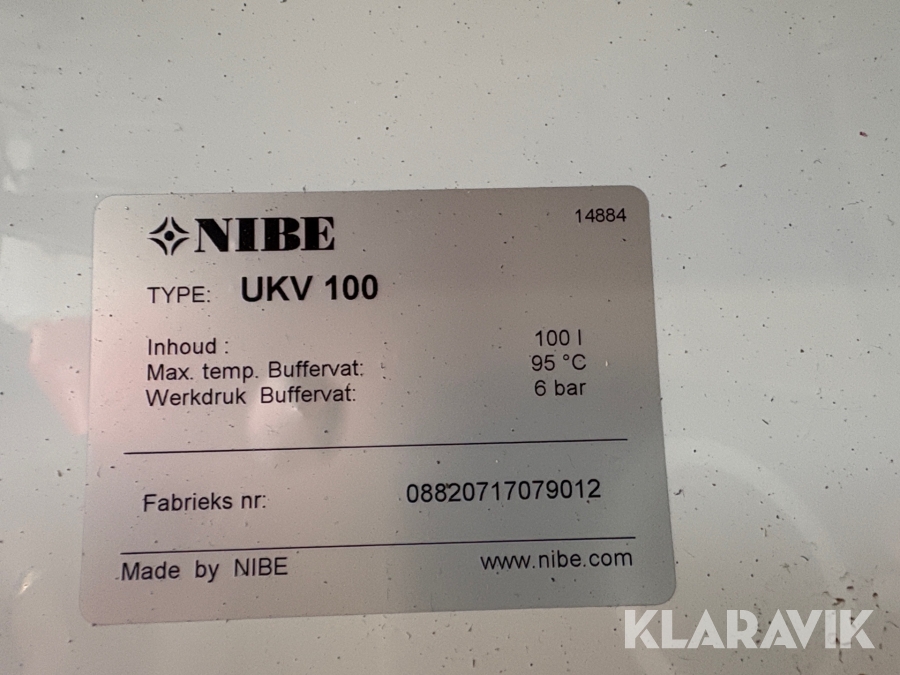 NIBE
14884
TYPE: UKV 100
Inhoud : 100 l
Max. temp. Buffervat: 95 °C
Werkdruk Buffervat: 6 bar
Fabrieks nr: 08820717079012
Made by NIBE www.nibe.com
KLARAVIK